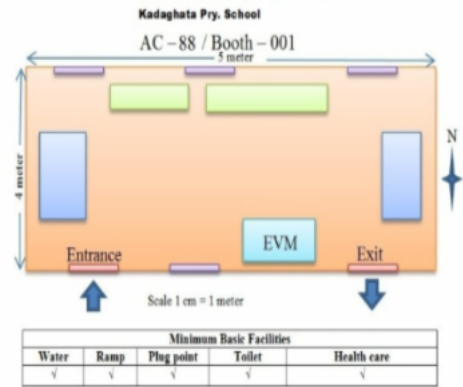 Kadaghata Pry. School
AC – 88 / Booth – 001
5 meter
4 meter
N
EVM
Entrance
Exit
Scale 1 cm = 1 meter
Minimum Basic Facilities
Water Ramp Plug point Toilet Health care
√ √ √ √ √